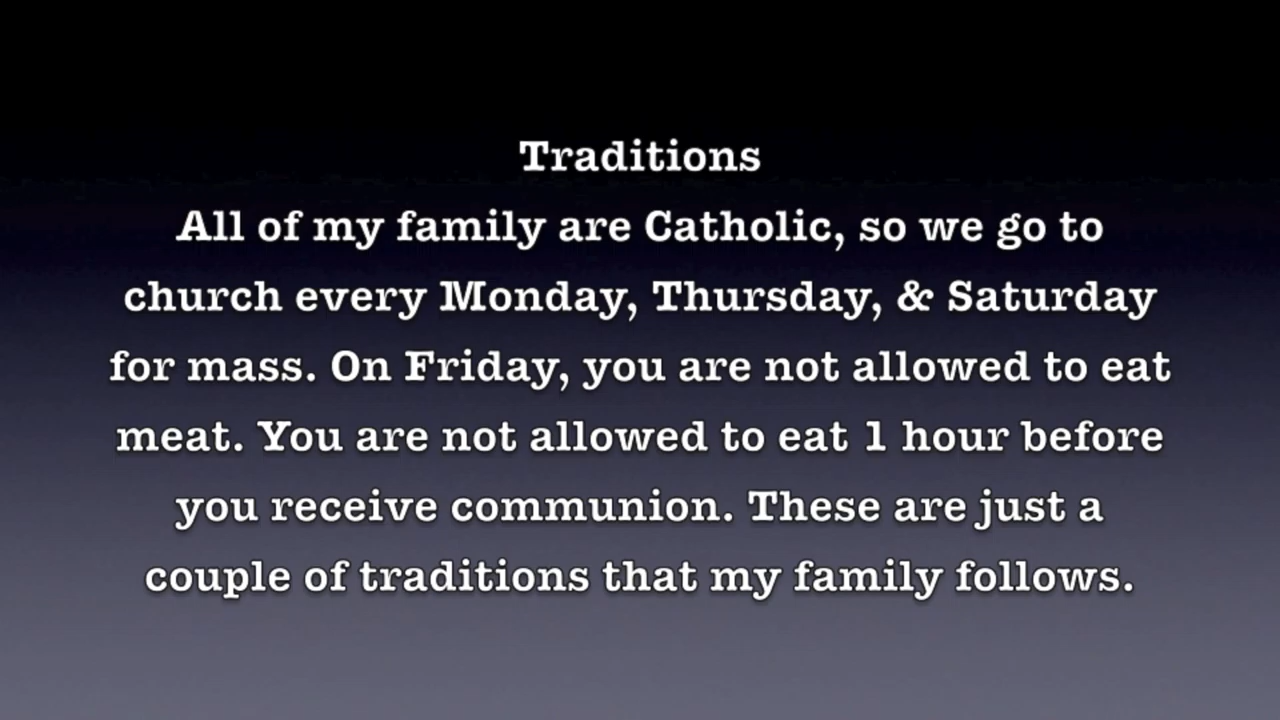 Traditions
All of my family are Catholic, so we go to
church every Monday, Thursday, & Saturday
for mass. On Friday, you are not allowed to eat
meat. You are not allowed to eat 1 hour before
you receive communion. These are just a
couple of traditions that my family follows.